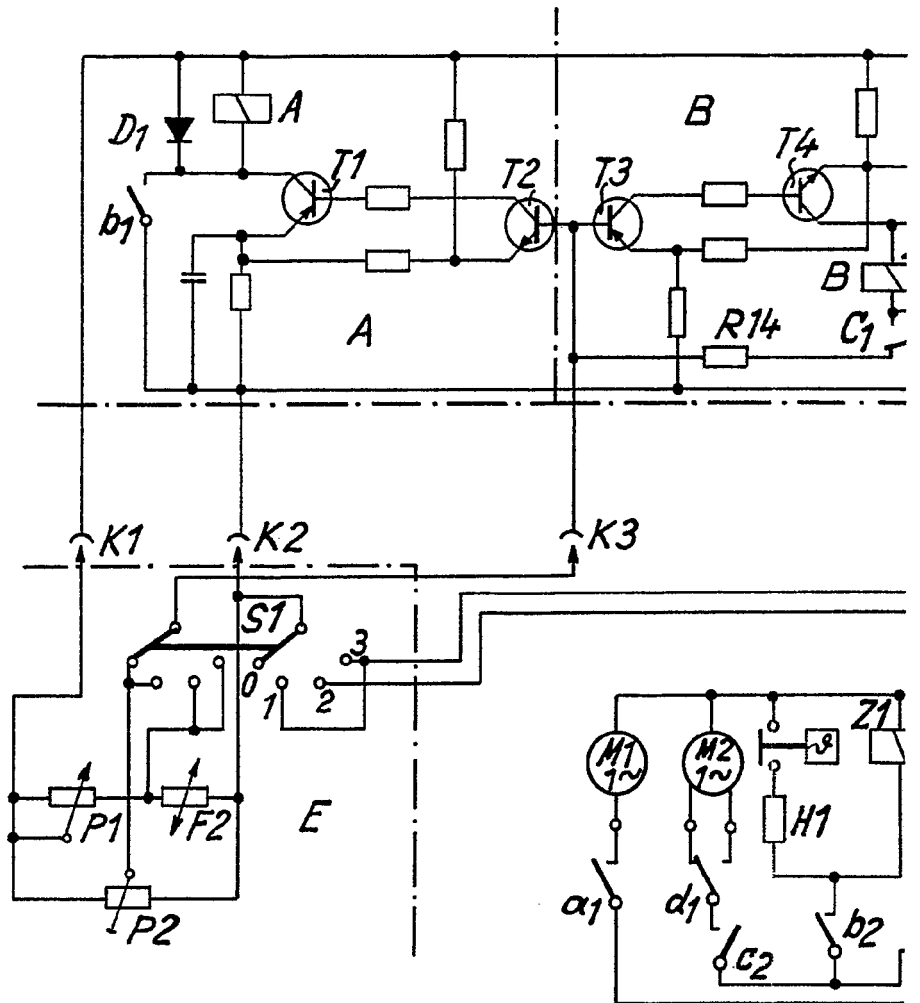 A
B
D1
T1
T2
T3
T4
b1
B
A
R14
C1
K1
K2
K3
S1
3
0
1
2
Z1
M1
1~
M2
1~
ϑ
P1
F2
E
H1
a1
d1
b2
P2
c2